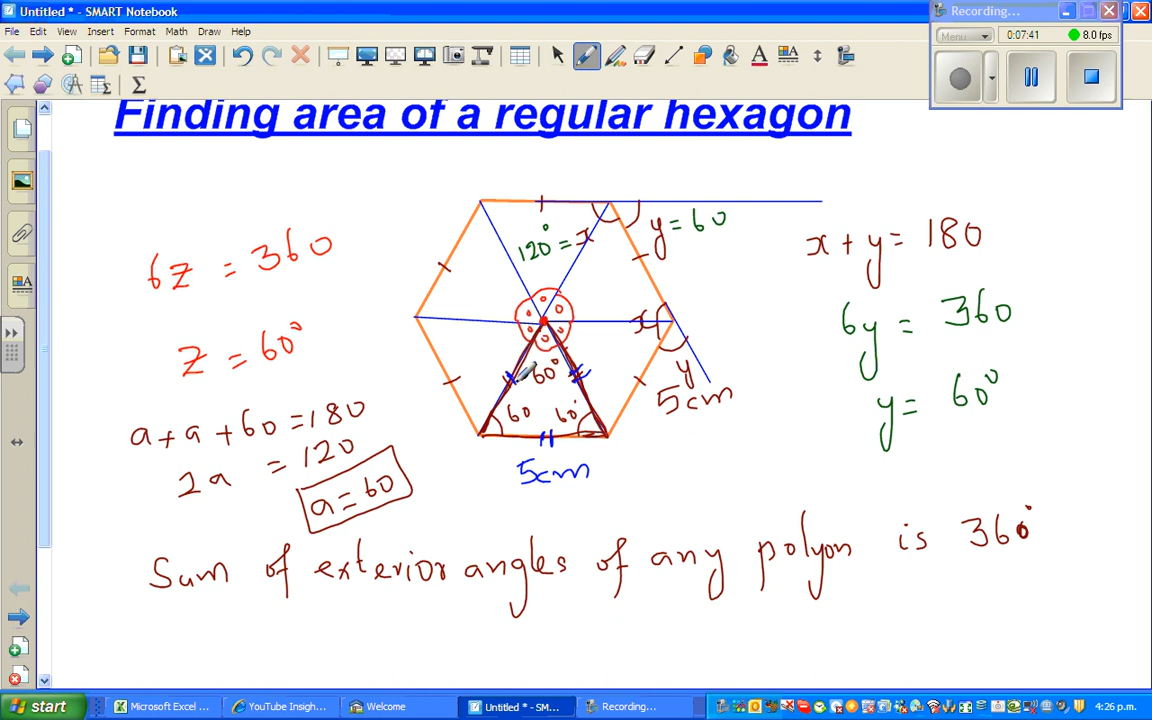 Untitled * - SMART Notebook
Recording...
File Edit View Insert Format Math Draw Help
Menu
0:07:41
8.0 fps
Finding area of a regular hexagon
120° = x
y = 60
x + y = 180
6z = 360
6y = 360
x
z = 60°
60°
y
5cm
y = 60°
a + a + 60 = 180
60
60°
2a = 120
5cm
a = 60
Sum of exterior angles of any polyon is 360°
start
Microsoft Excel ...
YouTube Insigh...
Welcome
Untitled * - SM...
Recording...
4:26 p.m.